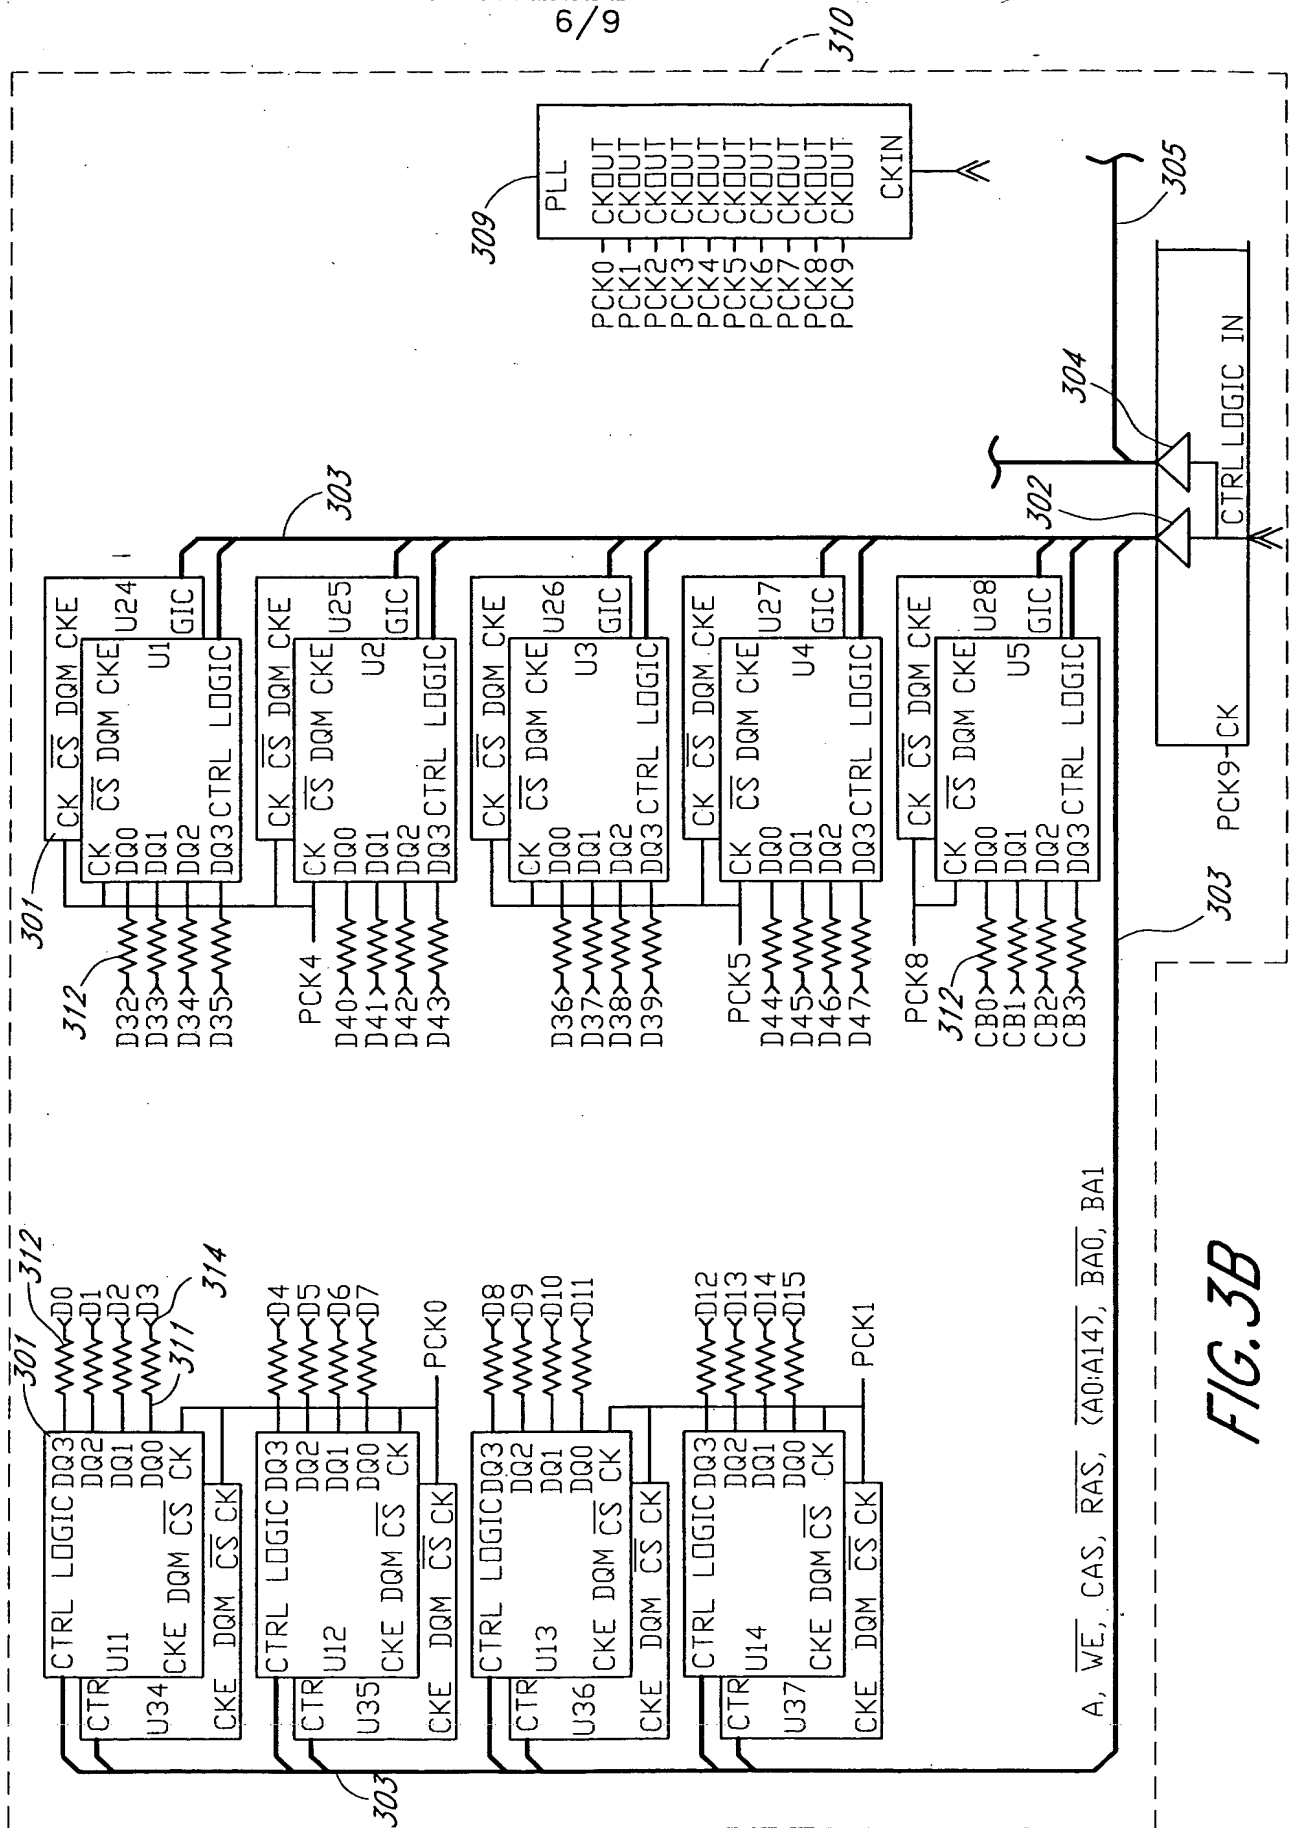 6/9
310
309
PLL
PCK0 CKOUT
PCK1 CKOUT
PCK2 CKOUT
PCK3 CKOUT
PCK4 CKOUT
PCK5 CKOUT
PCK6 CKOUT
PCK7 CKOUT
PCK8 CKOUT
PCK9 CKOUT
CKIN
305
304
302
CTRL LOGIC IN
PCK9 CK
303
301
CK CS DQM CKE
U24
GIC
CS DQM CKE
U1
CK
DQ0
DQ1
DQ2
DQ3 CTRL LOGIC
312
D32
D33
D34
D35
PCK4
CK CS DQM CKE
U25
GIC
CS DQM CKE
U2
CK
DQ0
DQ1
DQ2
DQ3 CTRL LOGIC
D40
D41
D42
D43
CK CS DQM CKE
U26
GIC
CS DQM CKE
U3
CK
DQ0
DQ1
DQ2
DQ3 CTRL LOGIC
D36
D37
D38
D39
PCK5
CK CS DQM CKE
U27
GIC
CS DQM CKE
U4
CK
DQ0
DQ1
DQ2
DQ3 CTRL LOGIC
D44
D45
D46
D47
PCK8
CK CS DQM CKE
U28
GIC
CS DQM CKE
U5
CK
DQ0
DQ1
DQ2
DQ3 CTRL LOGIC
312
CB0
CB1
CB2
CB3
303
301
312
CTRL LOGIC DQ3 D0
DQ2 D1
DQ1 D2
DQ0 D3
U11
CKE DQM CS CK
314
311
CTR
U34
CKE DQM CS CK
CTRL LOGIC DQ3 D4
DQ2 D5
DQ1 D6
DQ0 D7
U12
CKE DQM CS CK
CTR
U35
CKE DQM CS CK
PCK0
303
CTRL LOGIC DQ3 D8
DQ2 D9
DQ1 D10
DQ0 D11
U13
CKE DQM CS CK
CTR
U36
CKE DQM CS CK
CTRL LOGIC DQ3 D12
DQ2 D13
DQ1 D14
DQ0 D15
U14
CKE DQM CS CK
CTR
U37
CKE DQM CS CK
PCK1
A, WE, CAS, RAS, (A0:A14), BA0, BA1
FIG. 3B